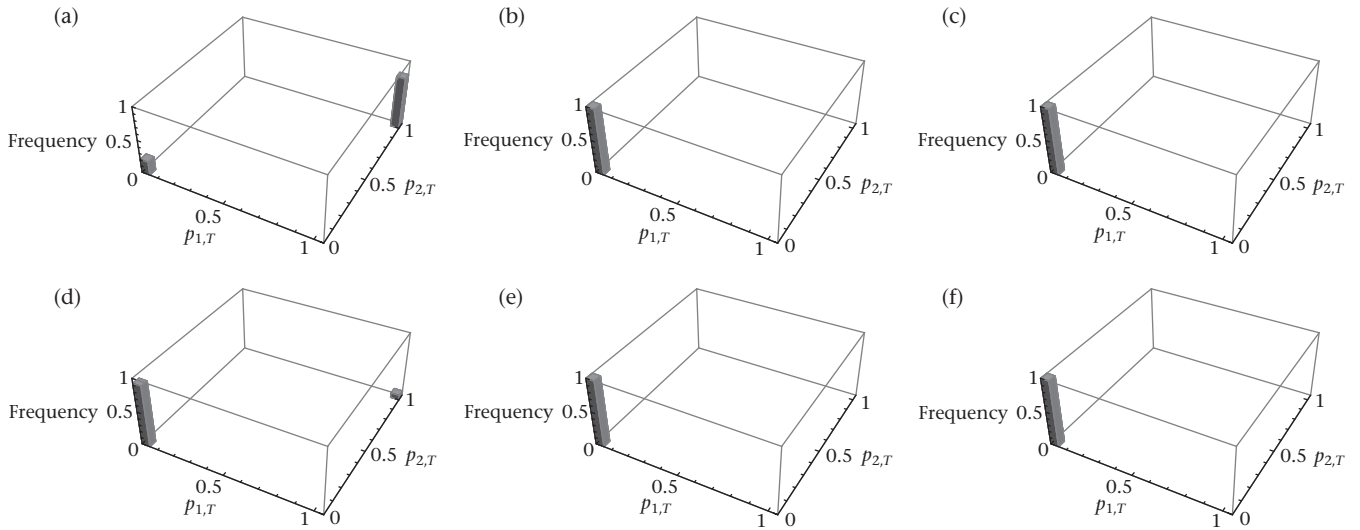 (a) (b) (c)
1 1 1
Frequency 0.5 Frequency 0.5 Frequency 0.5
1 1 1
0 0 0
0.5 p2,T 0.5 p2,T 0.5 p2,T
0.5 0.5 0.5
p1,T p1,T p1,T
1 0 1 0 1 0
(d) (e) (f)
1 1 1
Frequency 0.5 Frequency 0.5 Frequency 0.5
1 1 1
0 0 0
0.5 p2,T 0.5 p2,T 0.5 p2,T
0.5 0.5 0.5
p1,T p1,T p1,T
1 0 1 0 1 0